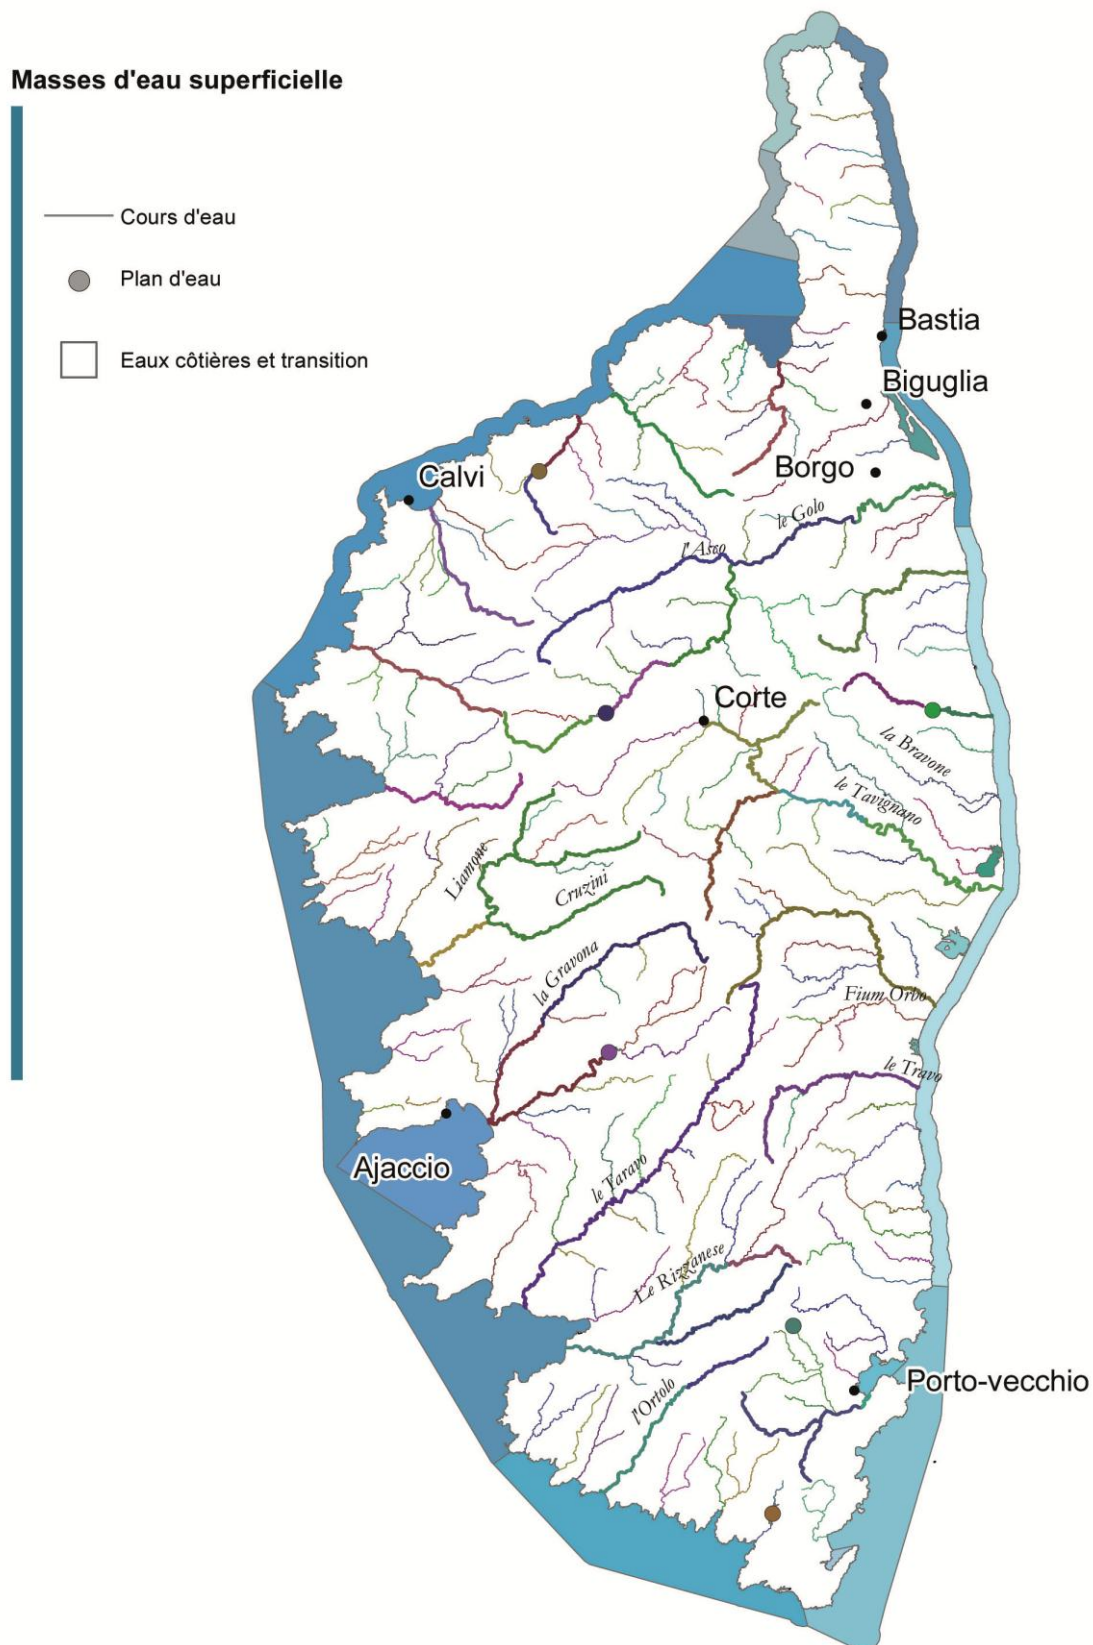 Masses d'eau superficielle
Cours d'eau
Plan d'eau
Eaux côtières et transition
Bastia
Biguglia
Borgo
Calvi
le Golo
l'Asco
Corte
la Bravone
le Tavignano
Liamone
Cruzini
la Gravona
Fium Orbo
le Travo
Ajaccio
le Taravo
Le Rizzanese
l'Ortolo
Porto-vecchio